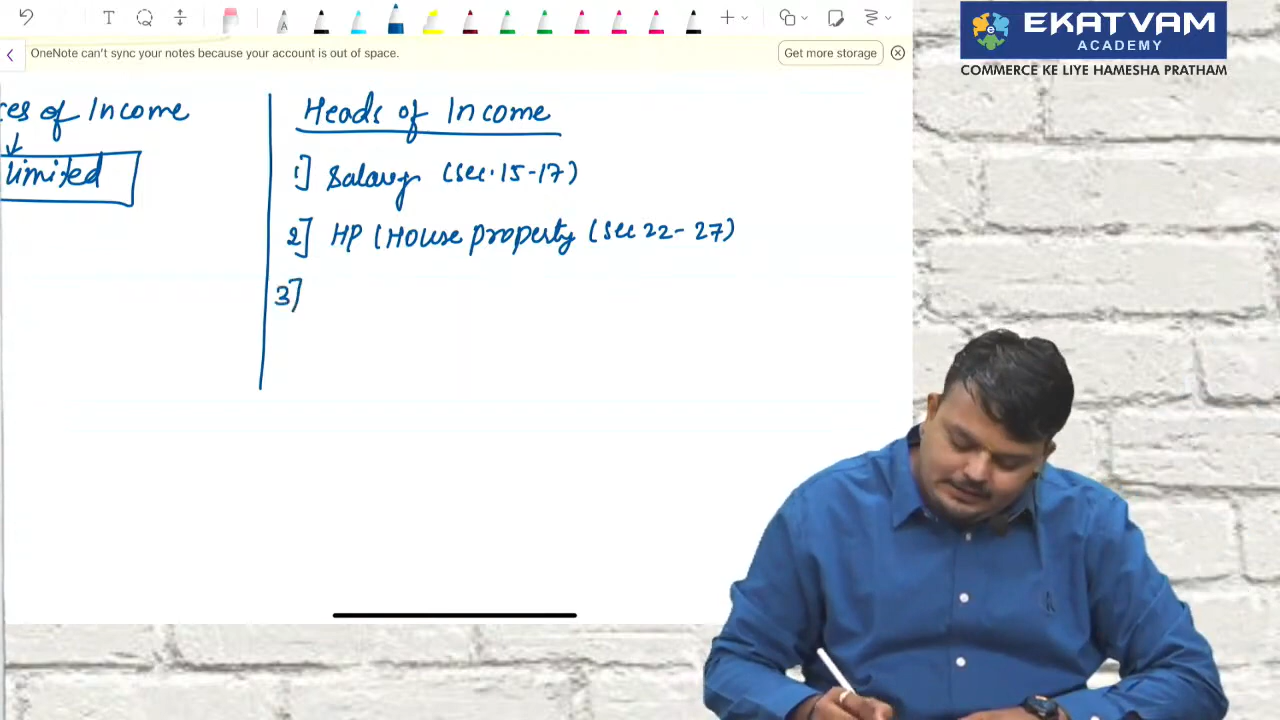 EKATVAM
ACADEMY
COMMERCE KE LIYE HAMESHA PRATHAM
T
OneNote can't sync your notes because your account is out of space.
Get more storage
ces of Income
Limited
Heads of Income
1] Salary (Sec. 15-17)
2] HP (House property (Sec 22-27)
3]